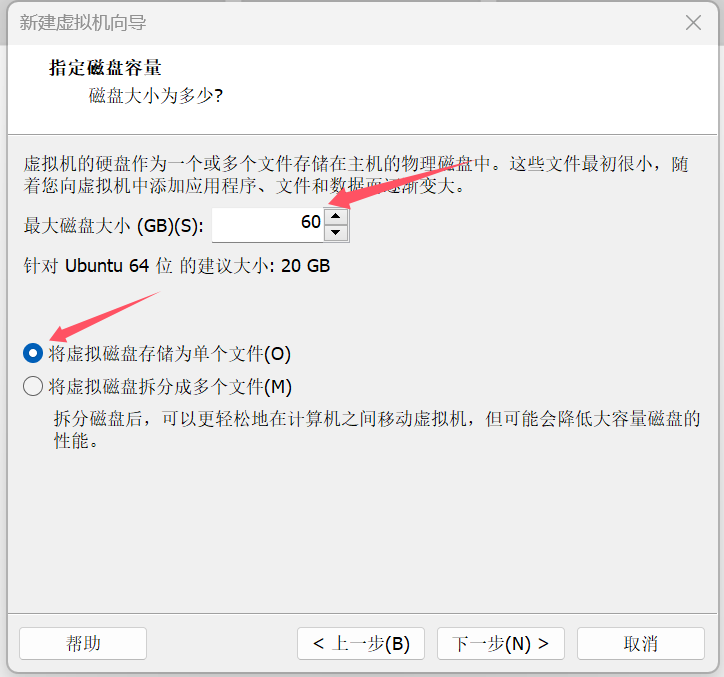 新建虚拟机向导
指定磁盘容量
磁盘大小为多少?
虚拟机的硬盘作为一个或多个文件存储在主机的物理磁盘中。这些文件最初很小，随
着您向虚拟机中添加应用程序、文件和数据而逐渐变大。
最大磁盘大小 (GB)(S): 60
针对 Ubuntu 64 位 的建议大小: 20 GB
将虚拟磁盘存储为单个文件(O)
将虚拟磁盘拆分成多个文件(M)
拆分磁盘后，可以更轻松地在计算机之间移动虚拟机，但可能会降低大容量磁盘的
性能。
帮助 < 上一步(B) 下一步(N) > 取消